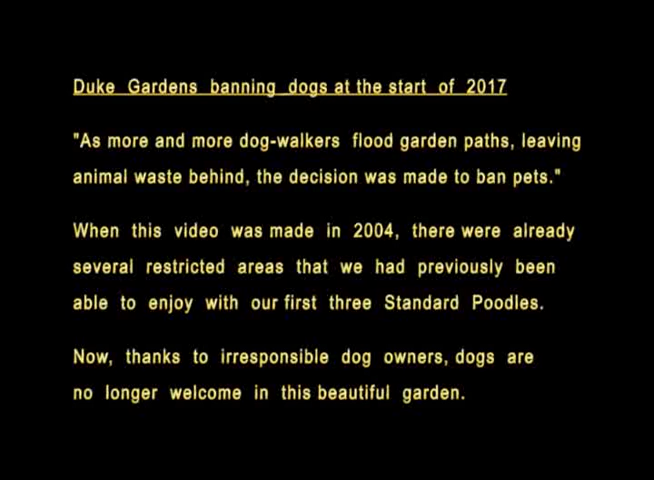 Duke Gardens banning dogs at the start of 2017
"As more and more dog-walkers flood garden paths, leaving
animal waste behind, the decision was made to ban pets."
When this video was made in 2004, there were already
several restricted areas that we had previously been
able to enjoy with our first three Standard Poodles.
Now, thanks to irresponsible dog owners, dogs are
no longer welcome in this beautiful garden.